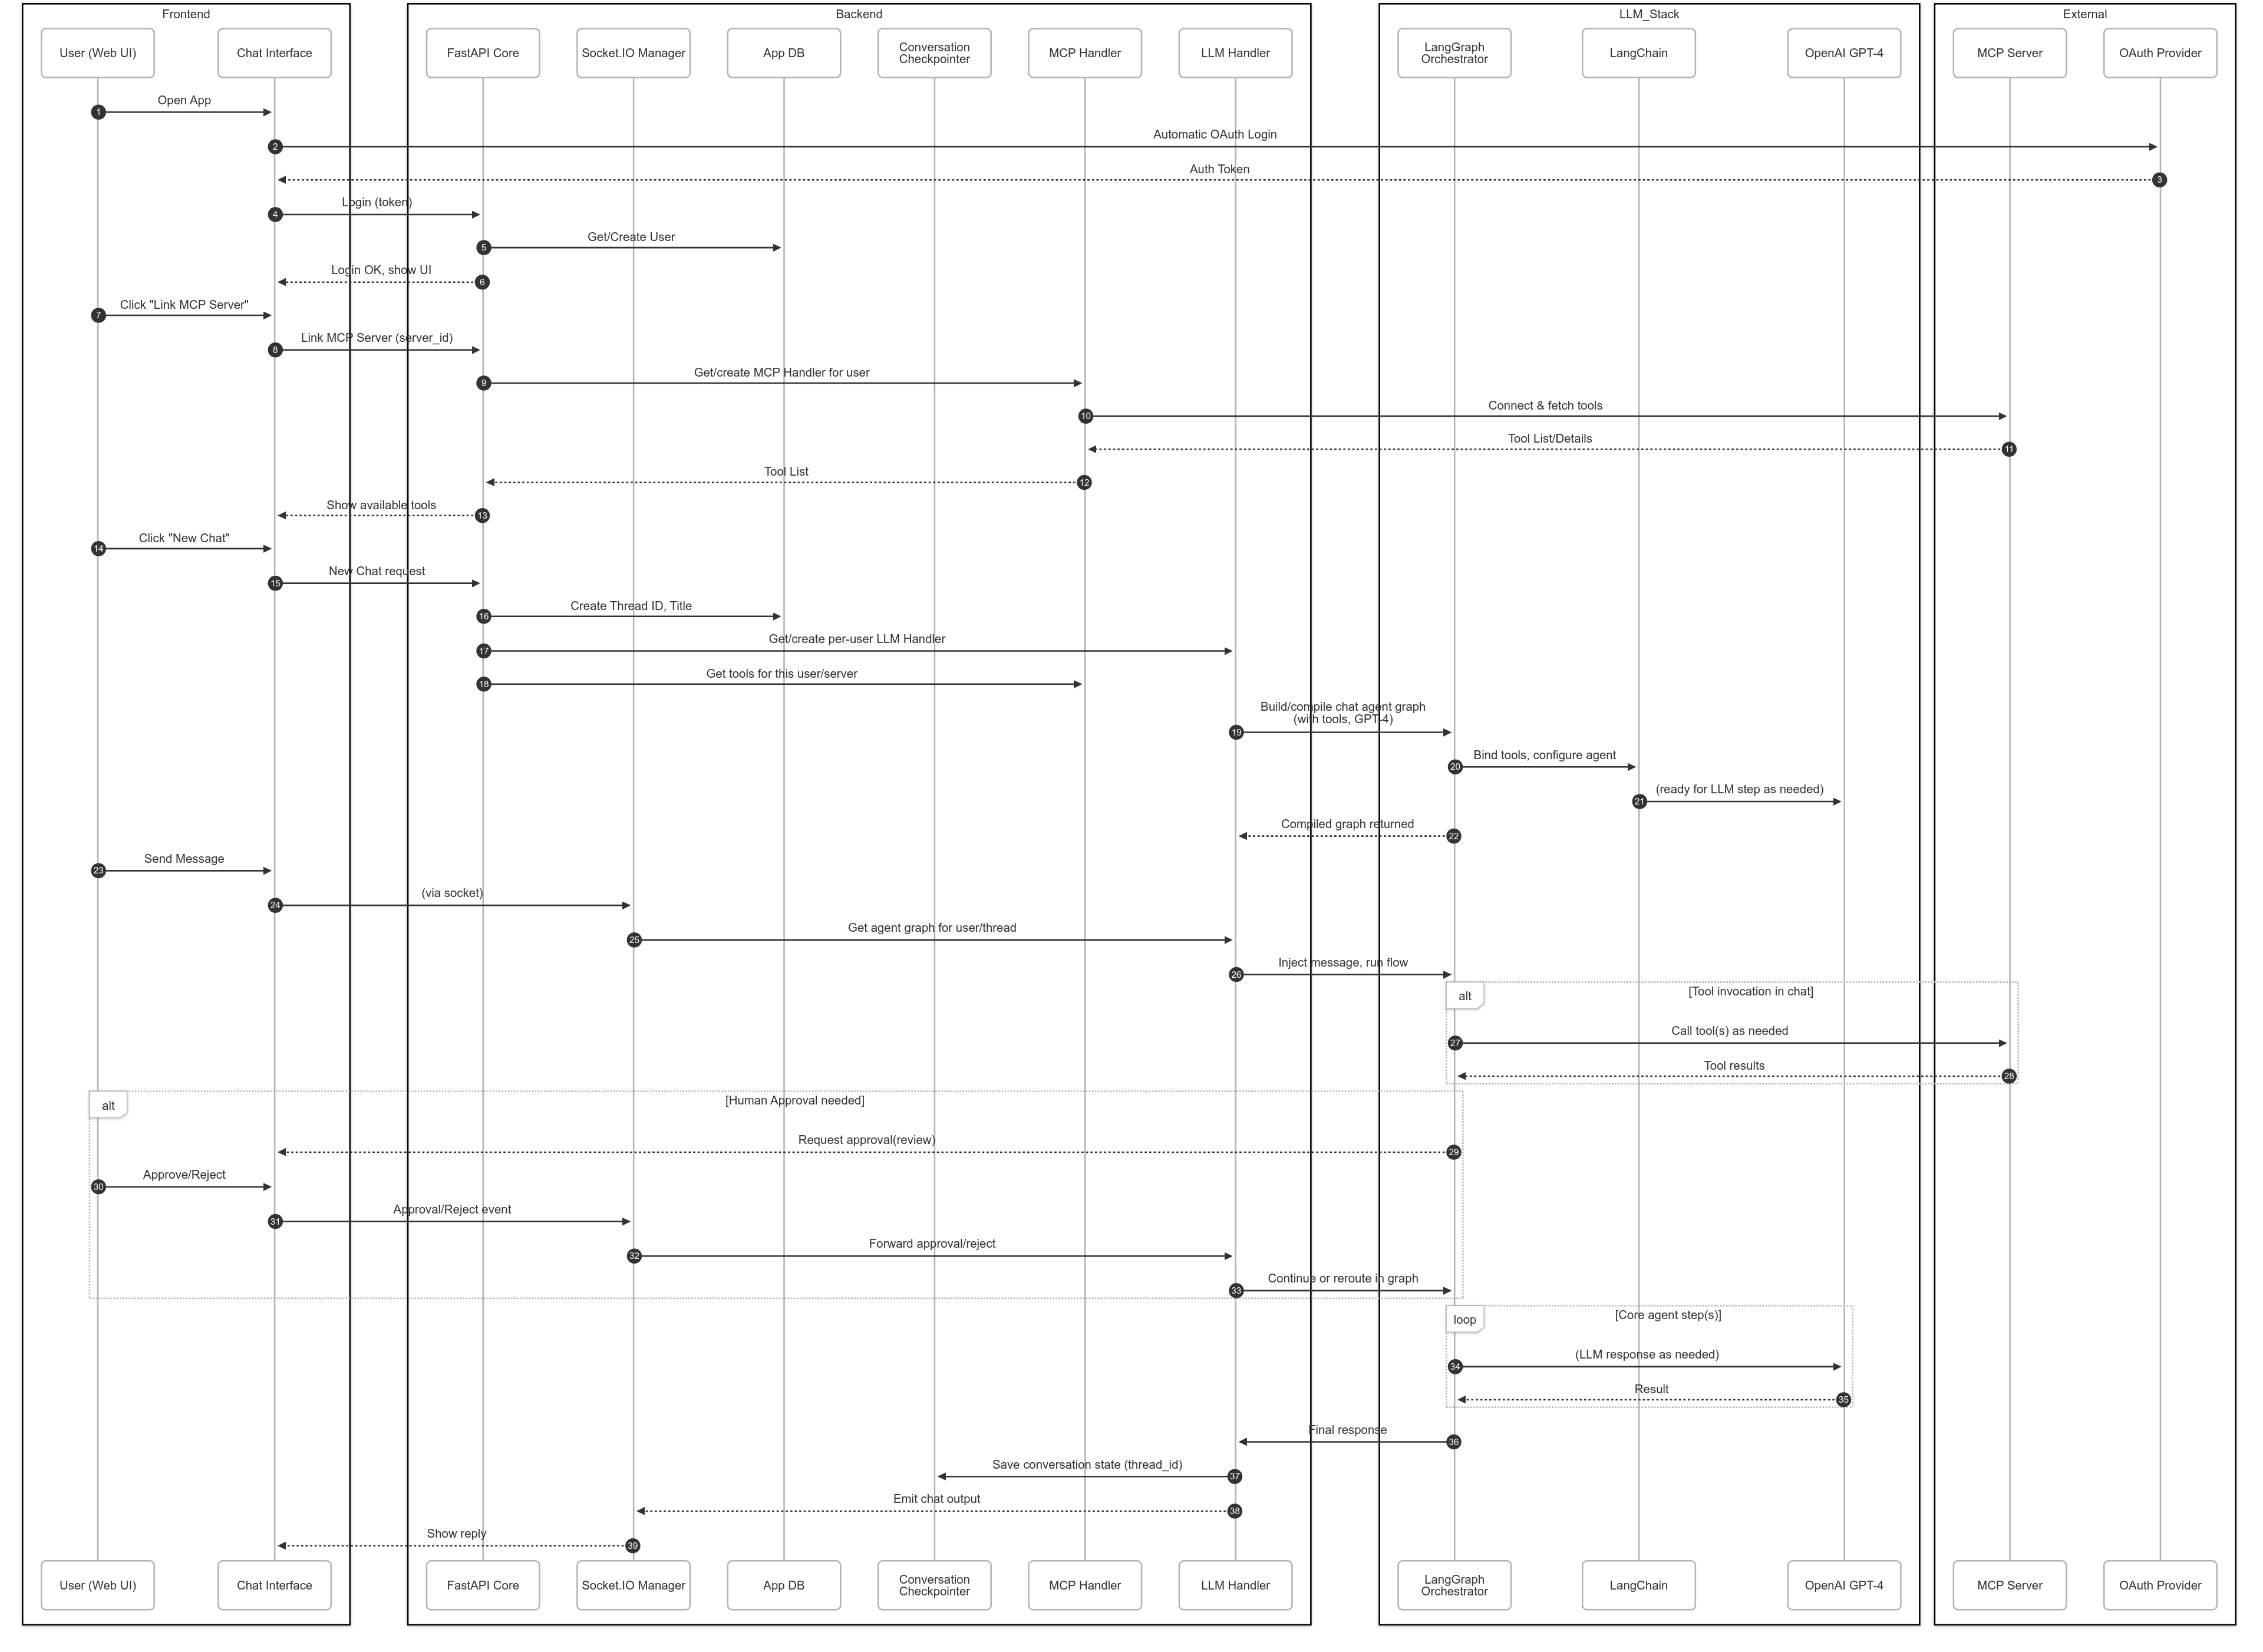 Frontend
Backend
LLM_Stack
External
User (Web UI)
Chat Interface
FastAPI Core
Socket.IO Manager
App DB
Conversation
Checkpointer
MCP Handler
LLM Handler
LangGraph
Orchestrator
LangChain
OpenAI GPT-4
MCP Server
OAuth Provider
1
Open App
2
Automatic OAuth Login
3
Auth Token
4
Login (token)
5
Get/Create User
6
Login OK, show UI
7
Click "Link MCP Server"
8
Link MCP Server (server_id)
9
Get/create MCP Handler for user
10
Connect & fetch tools
11
Tool List/Details
12
Tool List
13
Show available tools
14
Click "New Chat"
15
New Chat request
16
Create Thread ID, Title
17
Get/create per-user LLM Handler
18
Get tools for this user/server
19
Build/compile chat agent graph
(with tools, GPT-4)
20
Bind tools, configure agent
21
(ready for LLM step as needed)
22
Compiled graph returned
23
Send Message
24
(via socket)
25
Get agent graph for user/thread
26
Inject message, run flow
alt
[Tool invocation in chat]
27
Call tool(s) as needed
28
Tool results
alt
[Human Approval needed]
29
Request approval(review)
30
Approve/Reject
31
Approval/Reject event
32
Forward approval/reject
33
Continue or reroute in graph
loop
[Core agent step(s)]
34
(LLM response as needed)
35
Result
36
Final response
37
Save conversation state (thread_id)
38
Emit chat output
39
Show reply
User (Web UI)
Chat Interface
FastAPI Core
Socket.IO Manager
App DB
Conversation
Checkpointer
MCP Handler
LLM Handler
LangGraph
Orchestrator
LangChain
OpenAI GPT-4
MCP Server
OAuth Provider